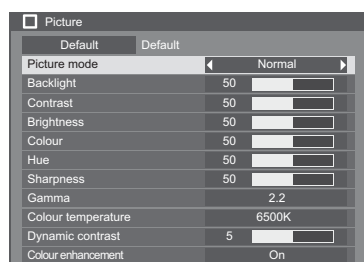 Picture
Default Default
Picture mode Normal
Backlight 50
Contrast 50
Brightness 50
Colour 50
Hue 50
Sharpness 50
Gamma 2.2
Colour temperature 6500K
Dynamic contrast 5
Colour enhancement On